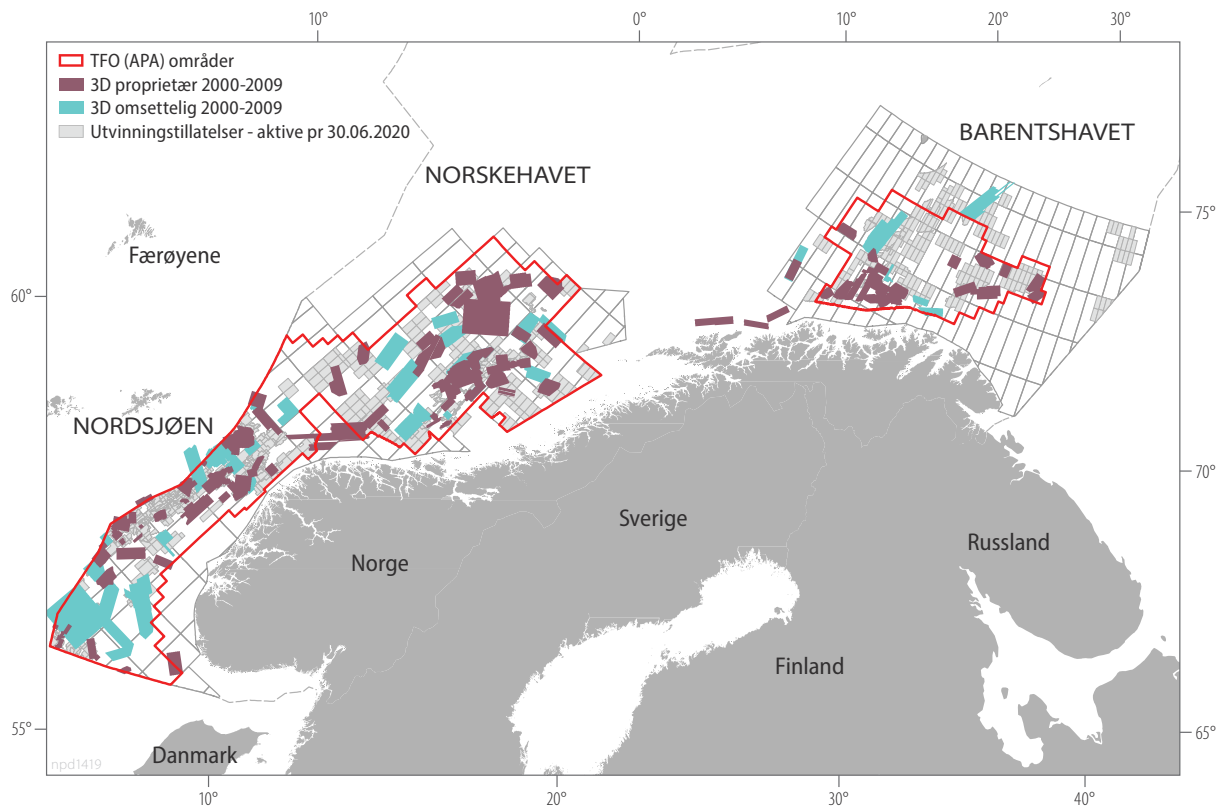 10° 0° 10° 20° 30°
TFO (APA) områder
3D proprietær 2000-2009
3D omsettelig 2000-2009
Utvinningstillatelser - aktive pr 30.06.2020
BARENTSHAVET
NORSKEHAVET
75°
Færøyene
60°
NORDSJØEN
70°
Sverige
Russland
Norge
Finland
55°
65°
Danmark
npd1419
10° 20° 30° 40°